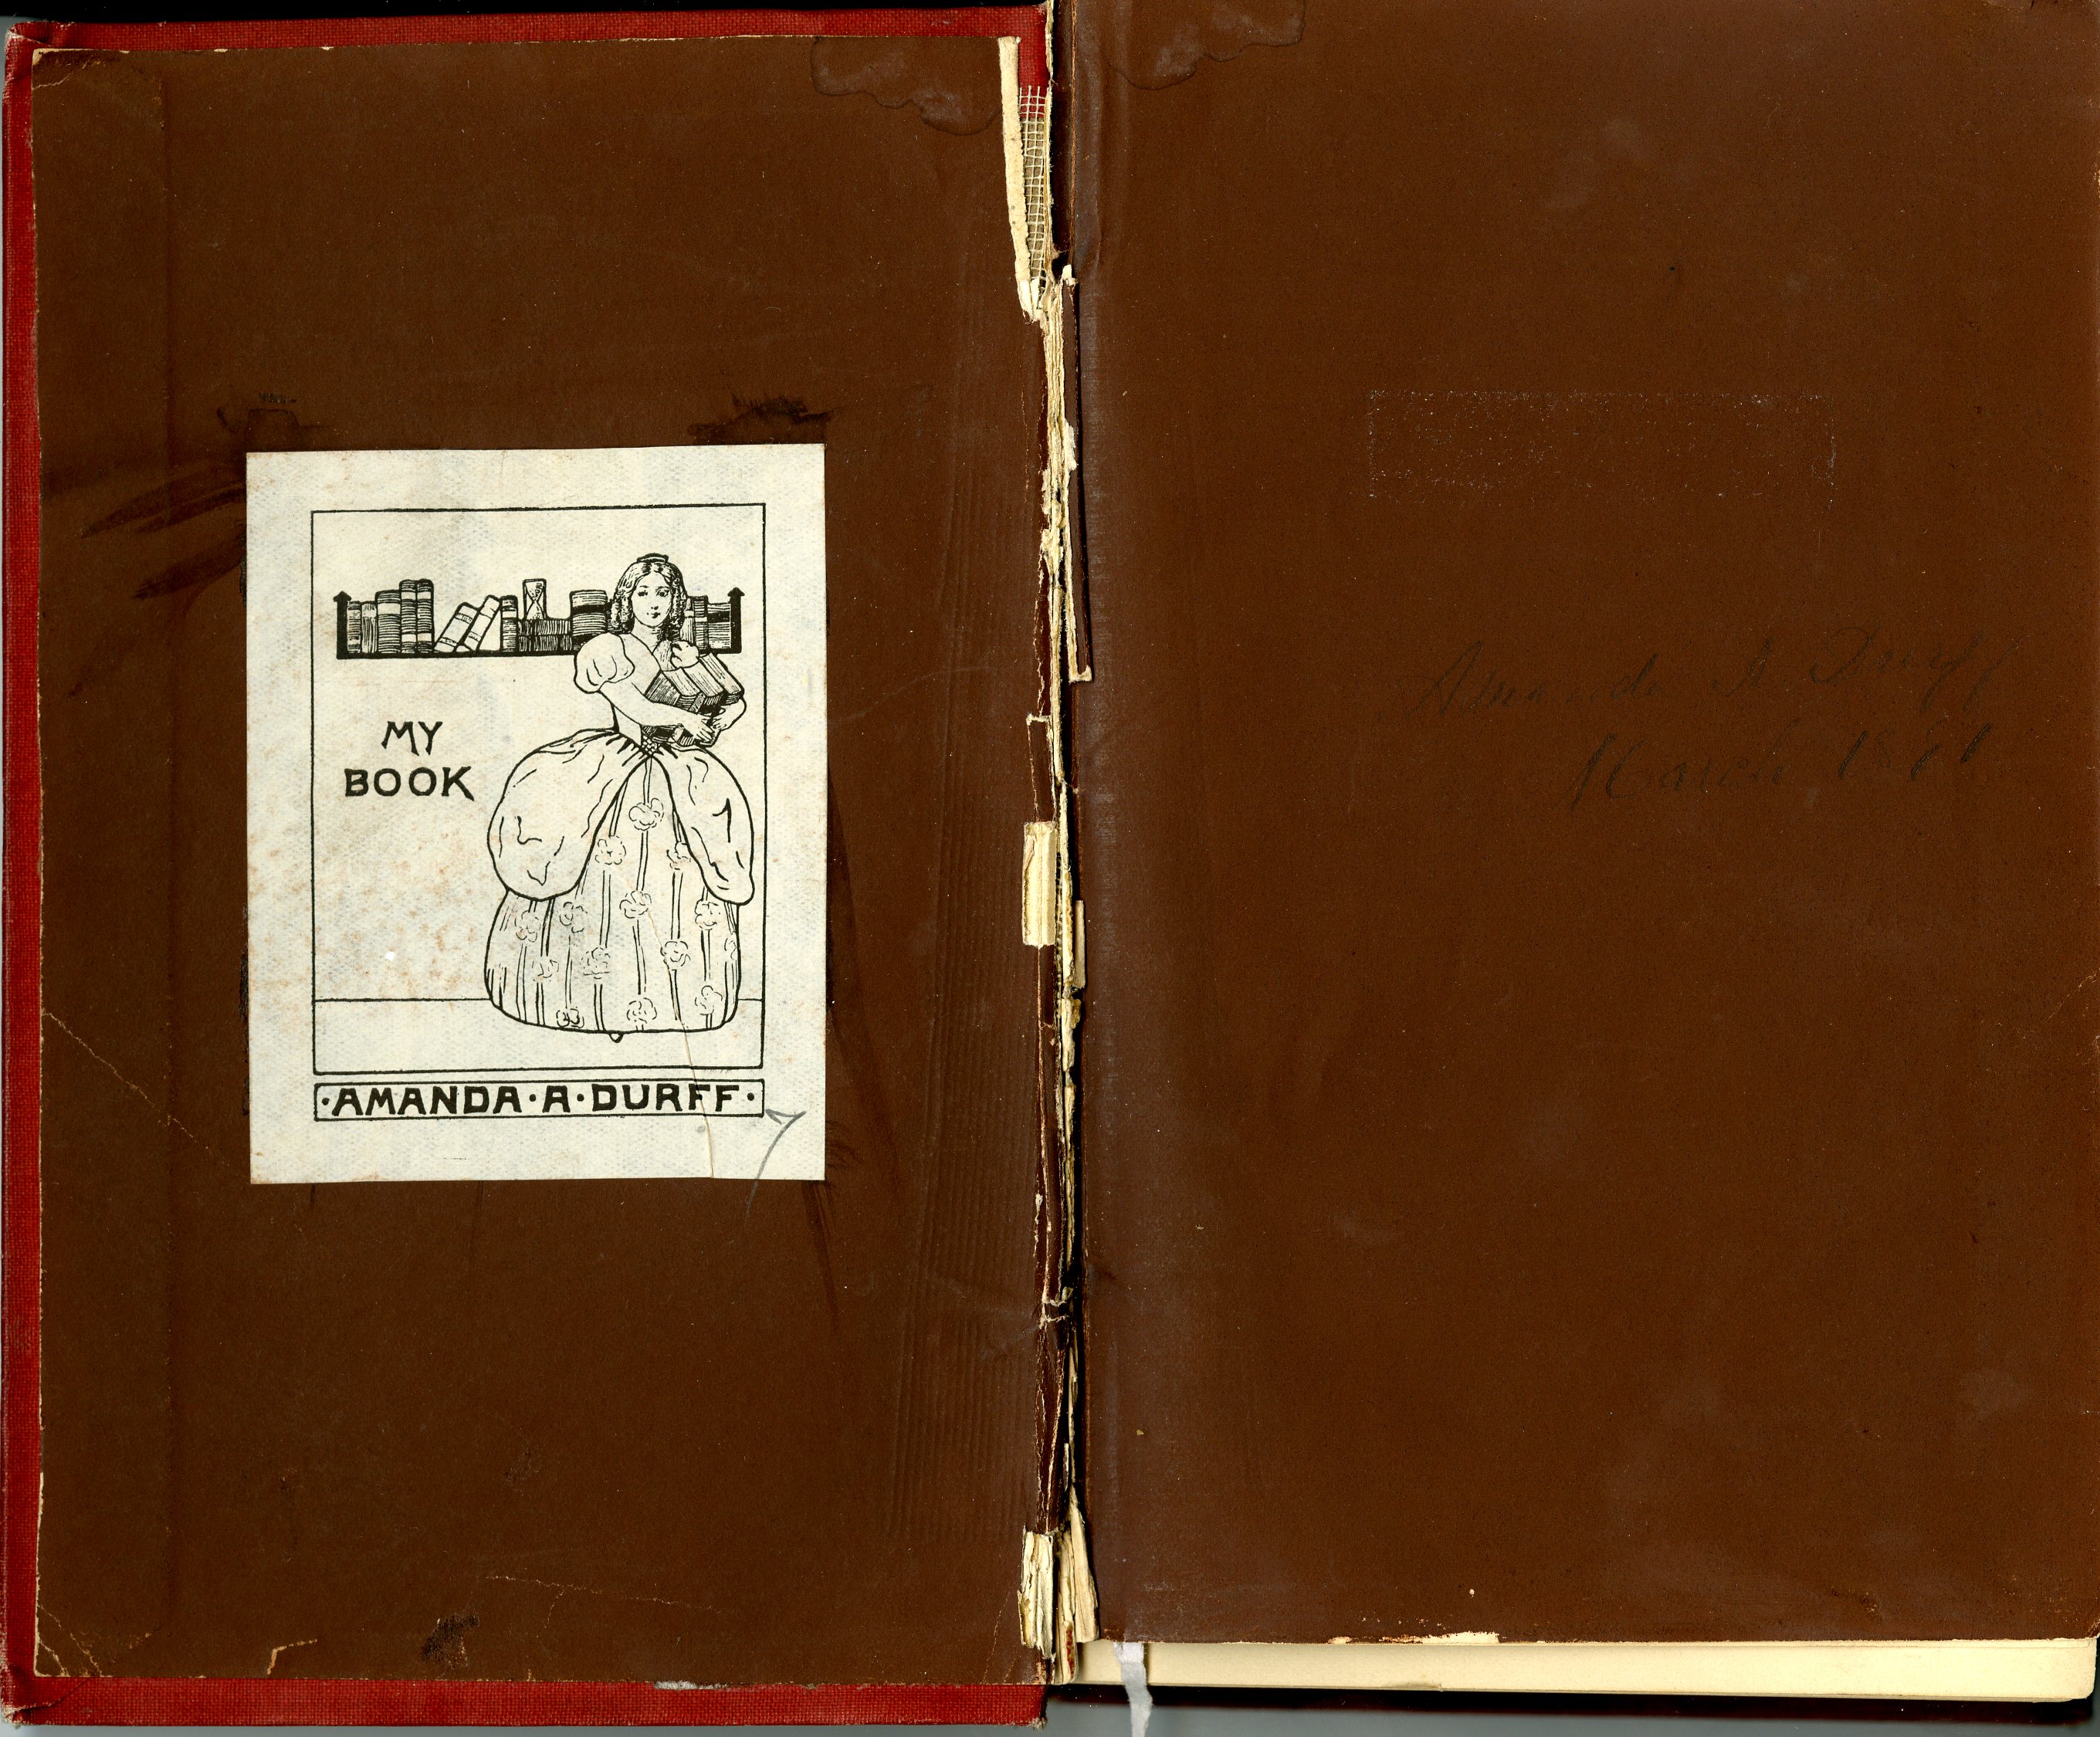 MY
BOOK
·AMANDA·A·DURFF·
7
Amanda A Durff
March